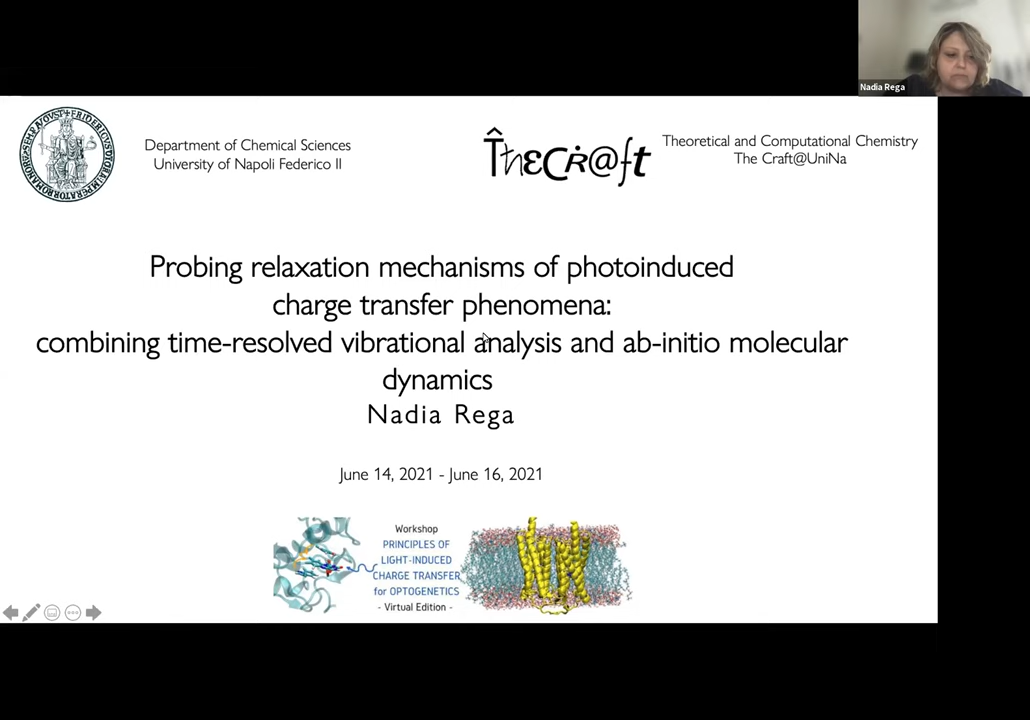 Nadia Rega
Department of Chemical Sciences
University of Napoli Federico II
TheCr@ft
Theoretical and Computational Chemistry
The Craft@UniNa
Probing relaxation mechanisms of photoinduced
charge transfer phenomena:
combining time-resolved vibrational analysis and ab-initio molecular
dynamics
Nadia Rega
June 14, 2021 - June 16, 2021
Workshop
PRINCIPLES OF
LIGHT-INDUCED
CHARGE TRANSFER
for OPTOGENETICS
- Virtual Edition -